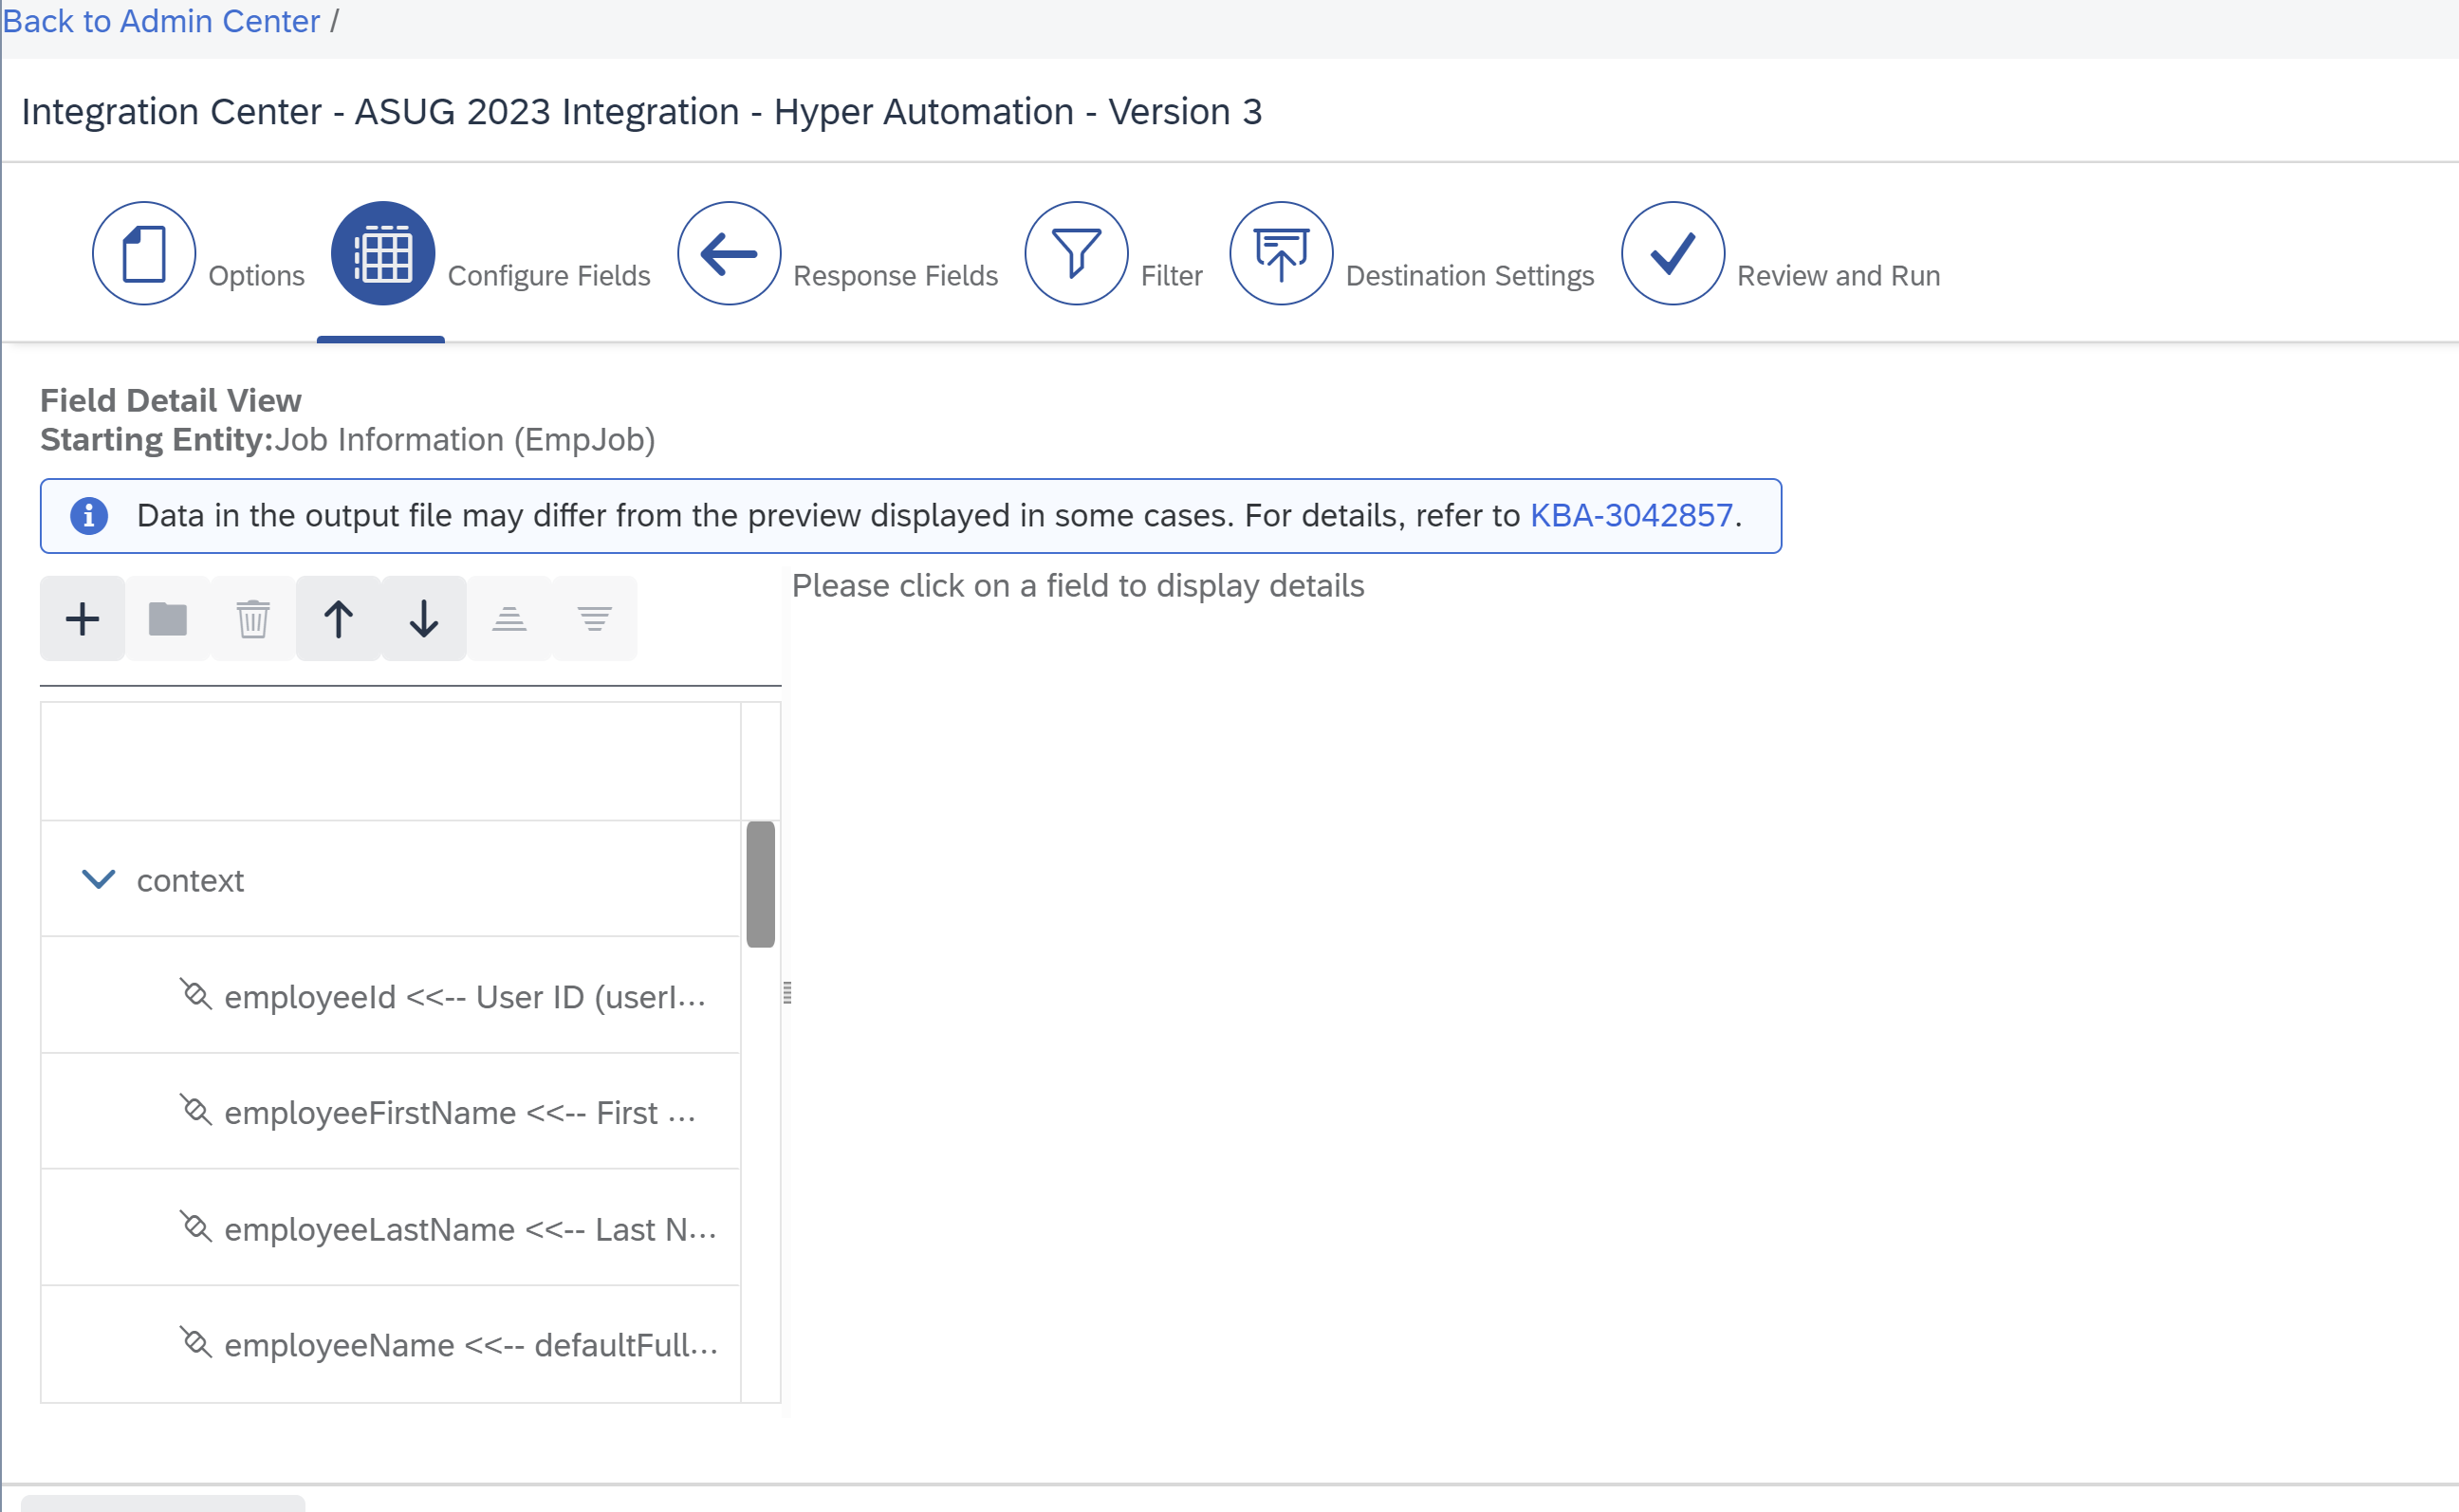 Back to Admin Center /
Integration Center - ASUG 2023 Integration - Hyper Automation - Version 3
Options
Configure Fields
Response Fields
Filter
Destination Settings
Review and Run
Field Detail View
Starting Entity:Job Information (EmpJob)
Data in the output file may differ from the preview displayed in some cases. For details, refer to KBA-3042857.
Please click on a field to display details
context
employeeId <<-- User ID (userI...
employeeFirstName <<-- First ...
employeeLastName <<-- Last N...
employeeName <<-- defaultFull...